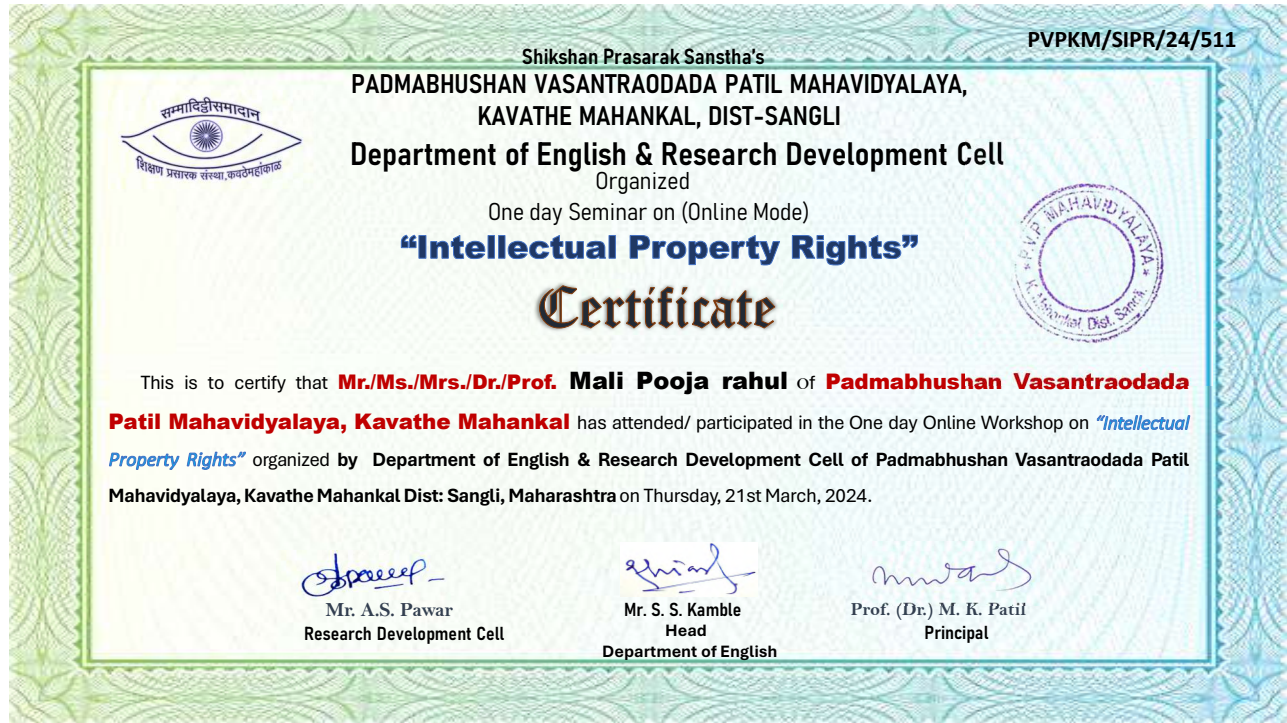 PVPKM/SIPR/24/511
Shikshan Prasarak Sanstha's
PADMABHUSHAN VASANTRAODADA PATIL MAHAVIDYALAYA,
KAVATHE MAHANKAL, DIST-SANGLI
सम्मादिट्ठीसमादान
शिक्षण प्रसारक संस्था,कवठेमहांकाळ
Department of English & Research Development Cell
Organized
One day Seminar on (Online Mode)
“Intellectual Property Rights”
P.V.P. MAHAVIDYALAYA
K. Mahankal, Dist. Sangli.
Certificate
This is to certify that Mr./Ms./Mrs./Dr./Prof. Mali Pooja rahul of Padmabhushan Vasantraodada
Patil Mahavidyalaya, Kavathe Mahankal has attended/ participated in the One day Online Workshop on “Intellectual
Property Rights” organized by Department of English & Research Development Cell of Padmabhushan Vasantraodada Patil
Mahavidyalaya, Kavathe Mahankal Dist: Sangli, Maharashtra on Thursday, 21st March, 2024.
Mr. A.S. Pawar
Research Development Cell
Mr. S. S. Kamble
Head
Department of English
Prof. (Dr.) M. K. Patil
Principal